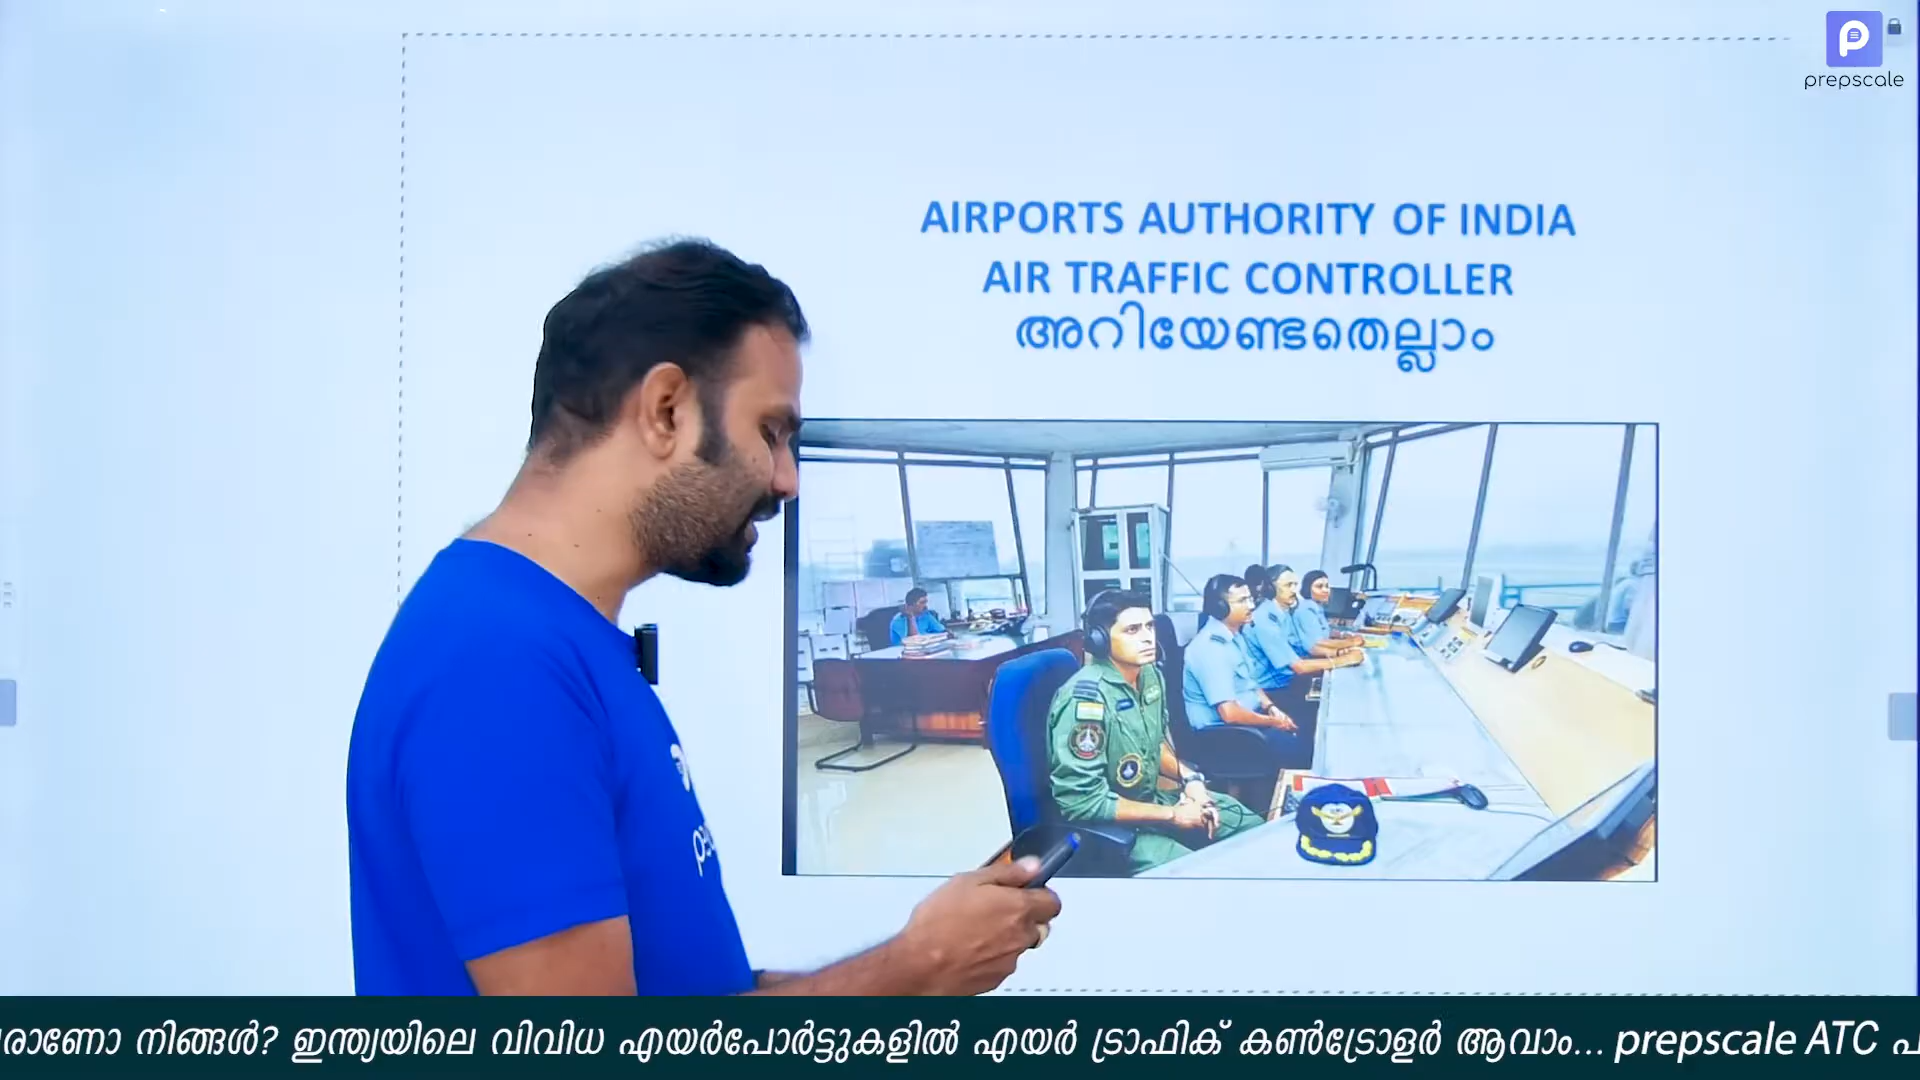 prepscale
AIRPORTS AUTHORITY OF INDIA
AIR TRAFFIC CONTROLLER
അറിയേണ്ടതെല്ലാം
നിങ്ങൾ? ഇന്ത്യയിലെ വിവിധ എയർപോർട്ടുകളിൽ എയർ ട്രാഫിക് കൺട്രോളർ ആവാം... prepscale ATC